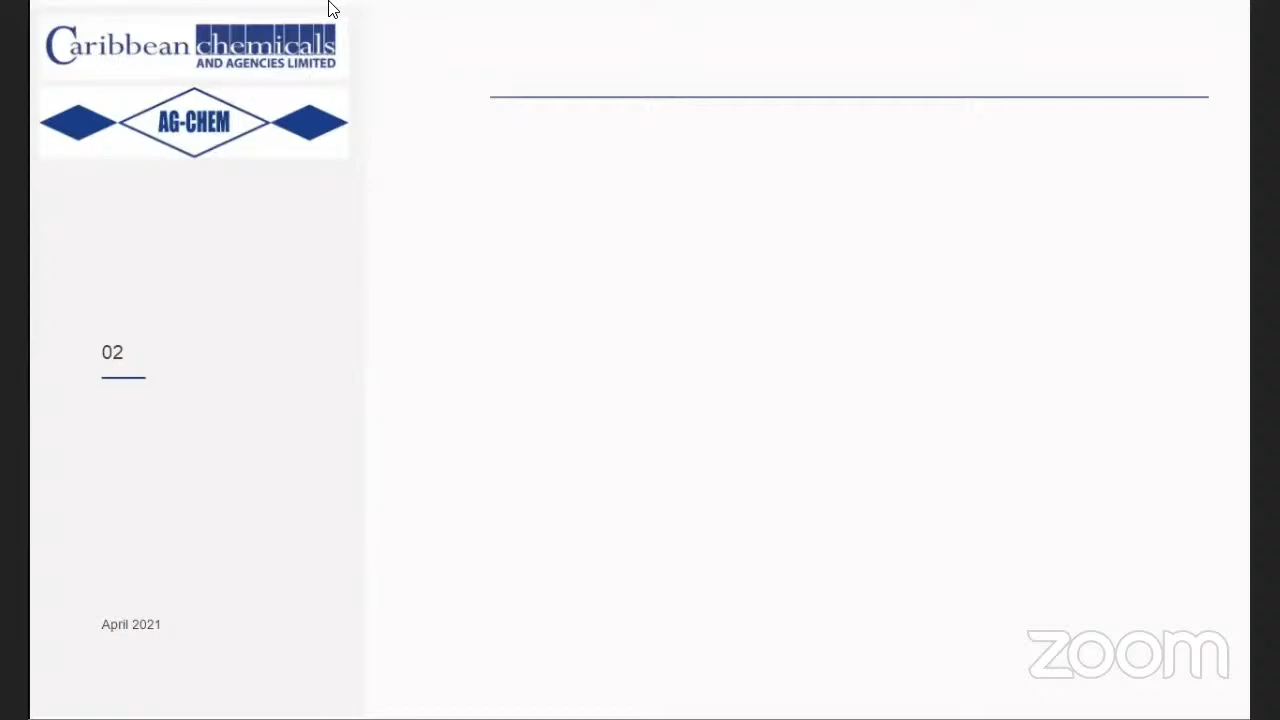 Caribbean chemicals
AND AGENCIES LIMITED
AG-CHEM
02
April 2021
zoom